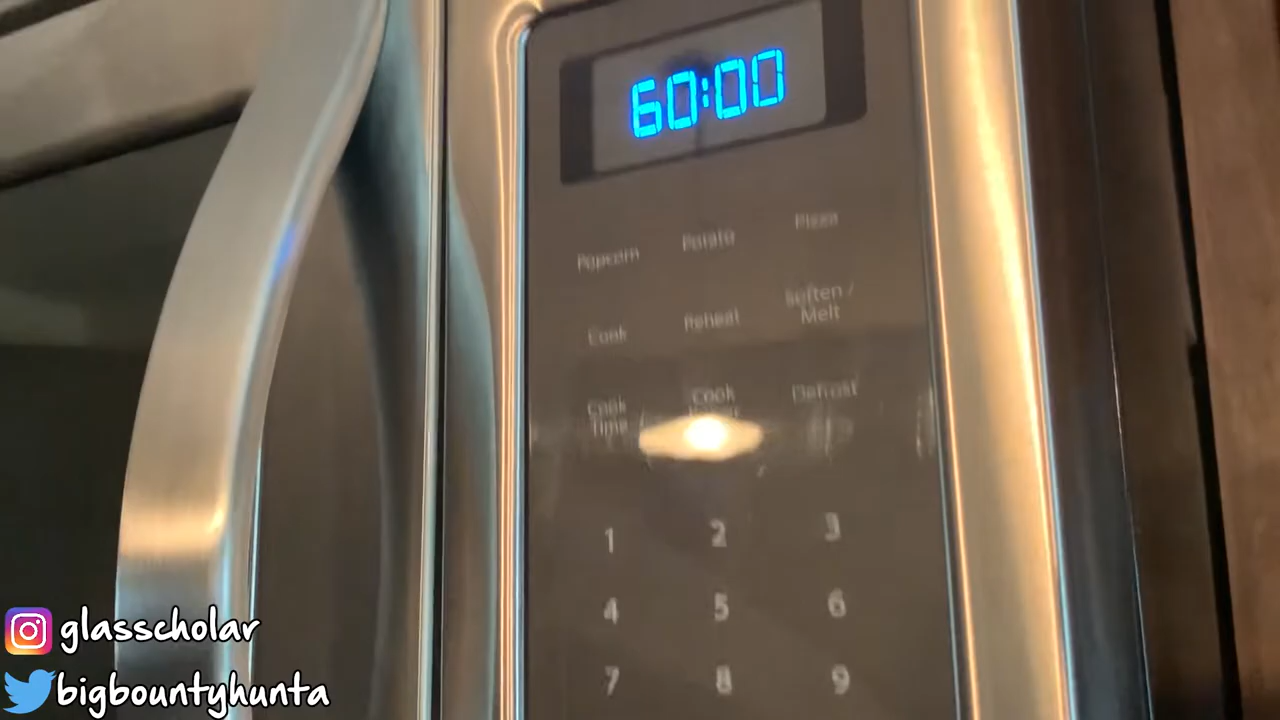 60:00
Popcorn Potato Pizza
Cook Reheat Soften / Melt
Cook Time Cook Defrost
1 2 3
4 5 6
7 8 9
glasscholar
bigbountyhunta